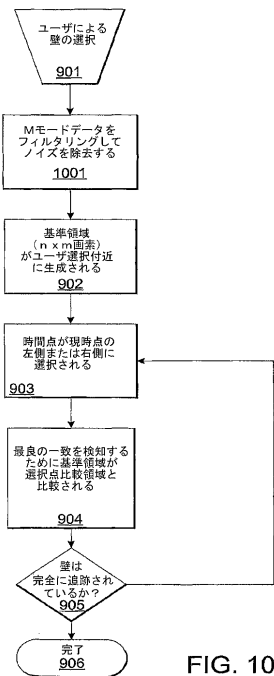 ユーザによる
壁の選択
901
Mモードデータを
フィルタリングして
ノイズを除去する
1001
基準領域
(n x m画素)
がユーザ選択付近
に生成される
902
時間点が現時点の
左側または右側に
選択される
903
最良の一致を検知する
ために基準領域が
選択点比較領域と
比較される
904
壁は
完全に追跡され
ているか?
905
完了
906
FIG. 10